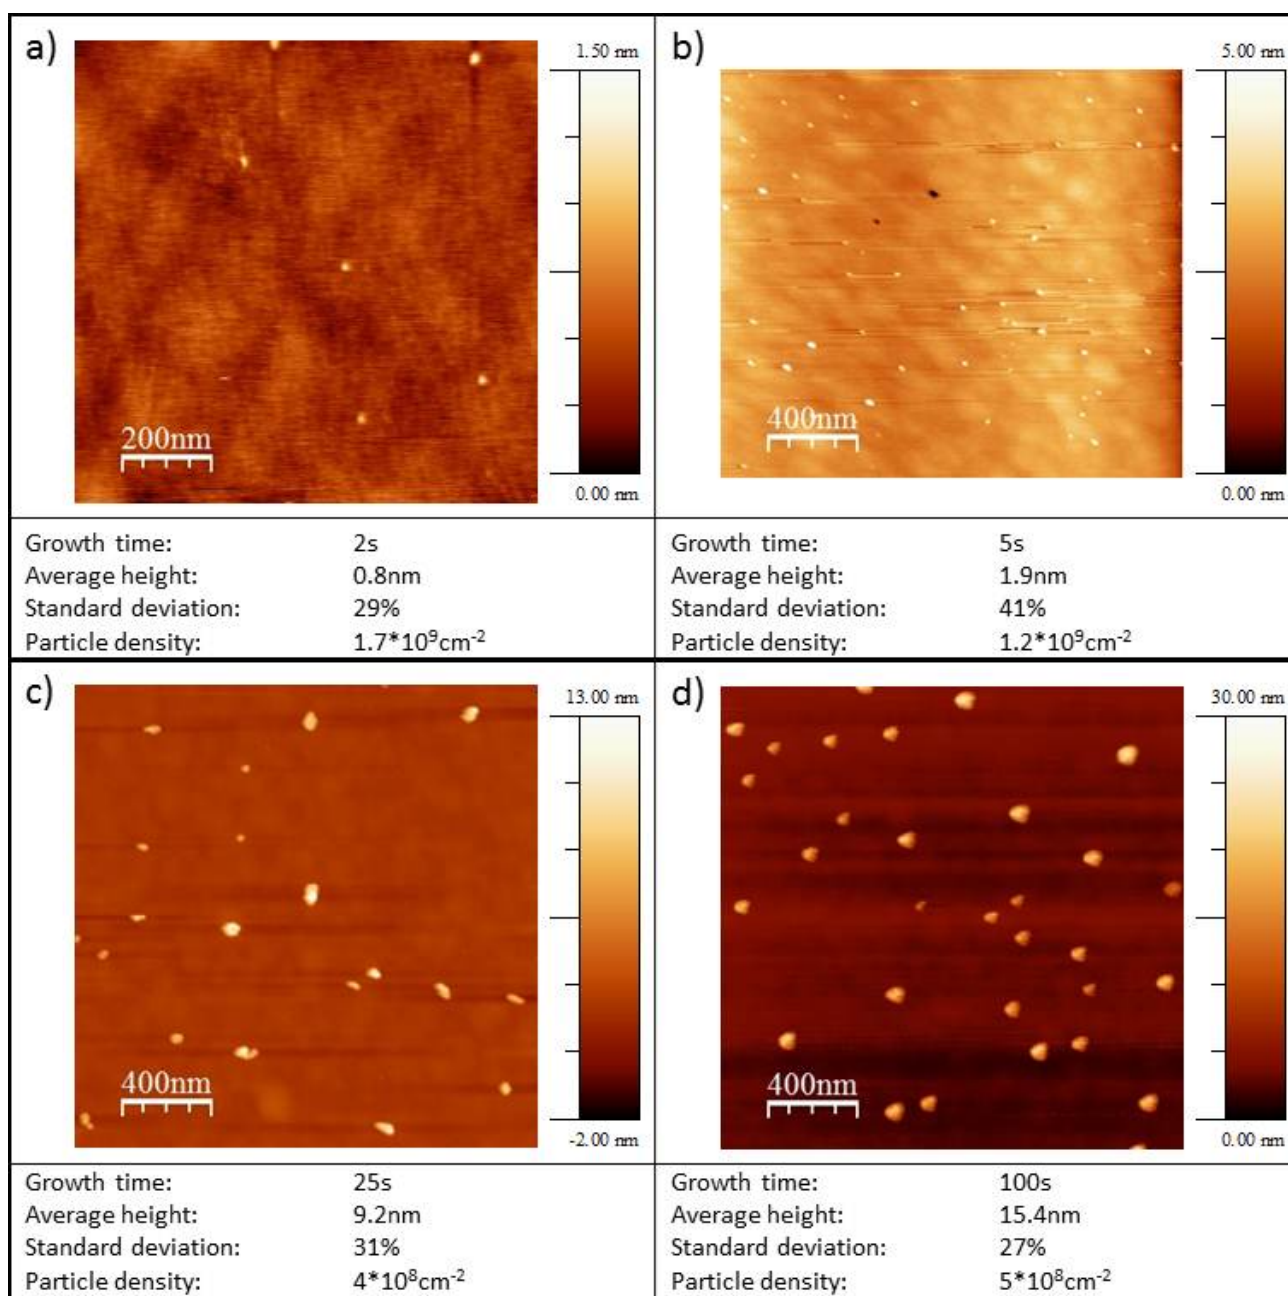 a)
1.50 nm
200nm
0.00 nm
b)
5.00 nm
400nm
0.00 nm
Growth time: 2s
Average height: 0.8nm
Standard deviation: 29%
Particle density: 1.7*10⁹cm⁻²
Growth time: 5s
Average height: 1.9nm
Standard deviation: 41%
Particle density: 1.2*10⁹cm⁻²
c)
13.00 nm
400nm
-2.00 nm
d)
30.00 nm
400nm
0.00 nm
Growth time: 25s
Average height: 9.2nm
Standard deviation: 31%
Particle density: 4*10⁸cm⁻²
Growth time: 100s
Average height: 15.4nm
Standard deviation: 27%
Particle density: 5*10⁸cm⁻²